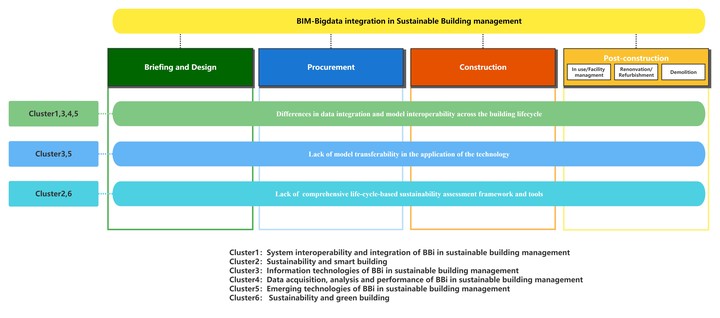 BIM-Bigdata integration in Sustainable Building management
Briefing and Design
Procurement
Construction
Post-construction
In use/Facility
managment
Renonvation/
Refurbishment
Demolition
Cluster1,3,4,5
Differences in data integration and model interoperability across the building lifecycle
Cluster3,5
Lack of model transferability in the application of the technology
Cluster2,6
Lack of comprehensive life-cycle-based sustainability assessment framework and tools
Cluster1: System interoperability and integration of BBi in sustainable building management
Cluster2: Sustainability and smart building
Cluster3: Information technologies of BBi in sustainable building management
Cluster4: Data acquisition, analysis and performance of BBi in sustainable building management
Cluster5: Emerging technologies of BBi in sustainable building management
Cluster6: Sustainability and green building